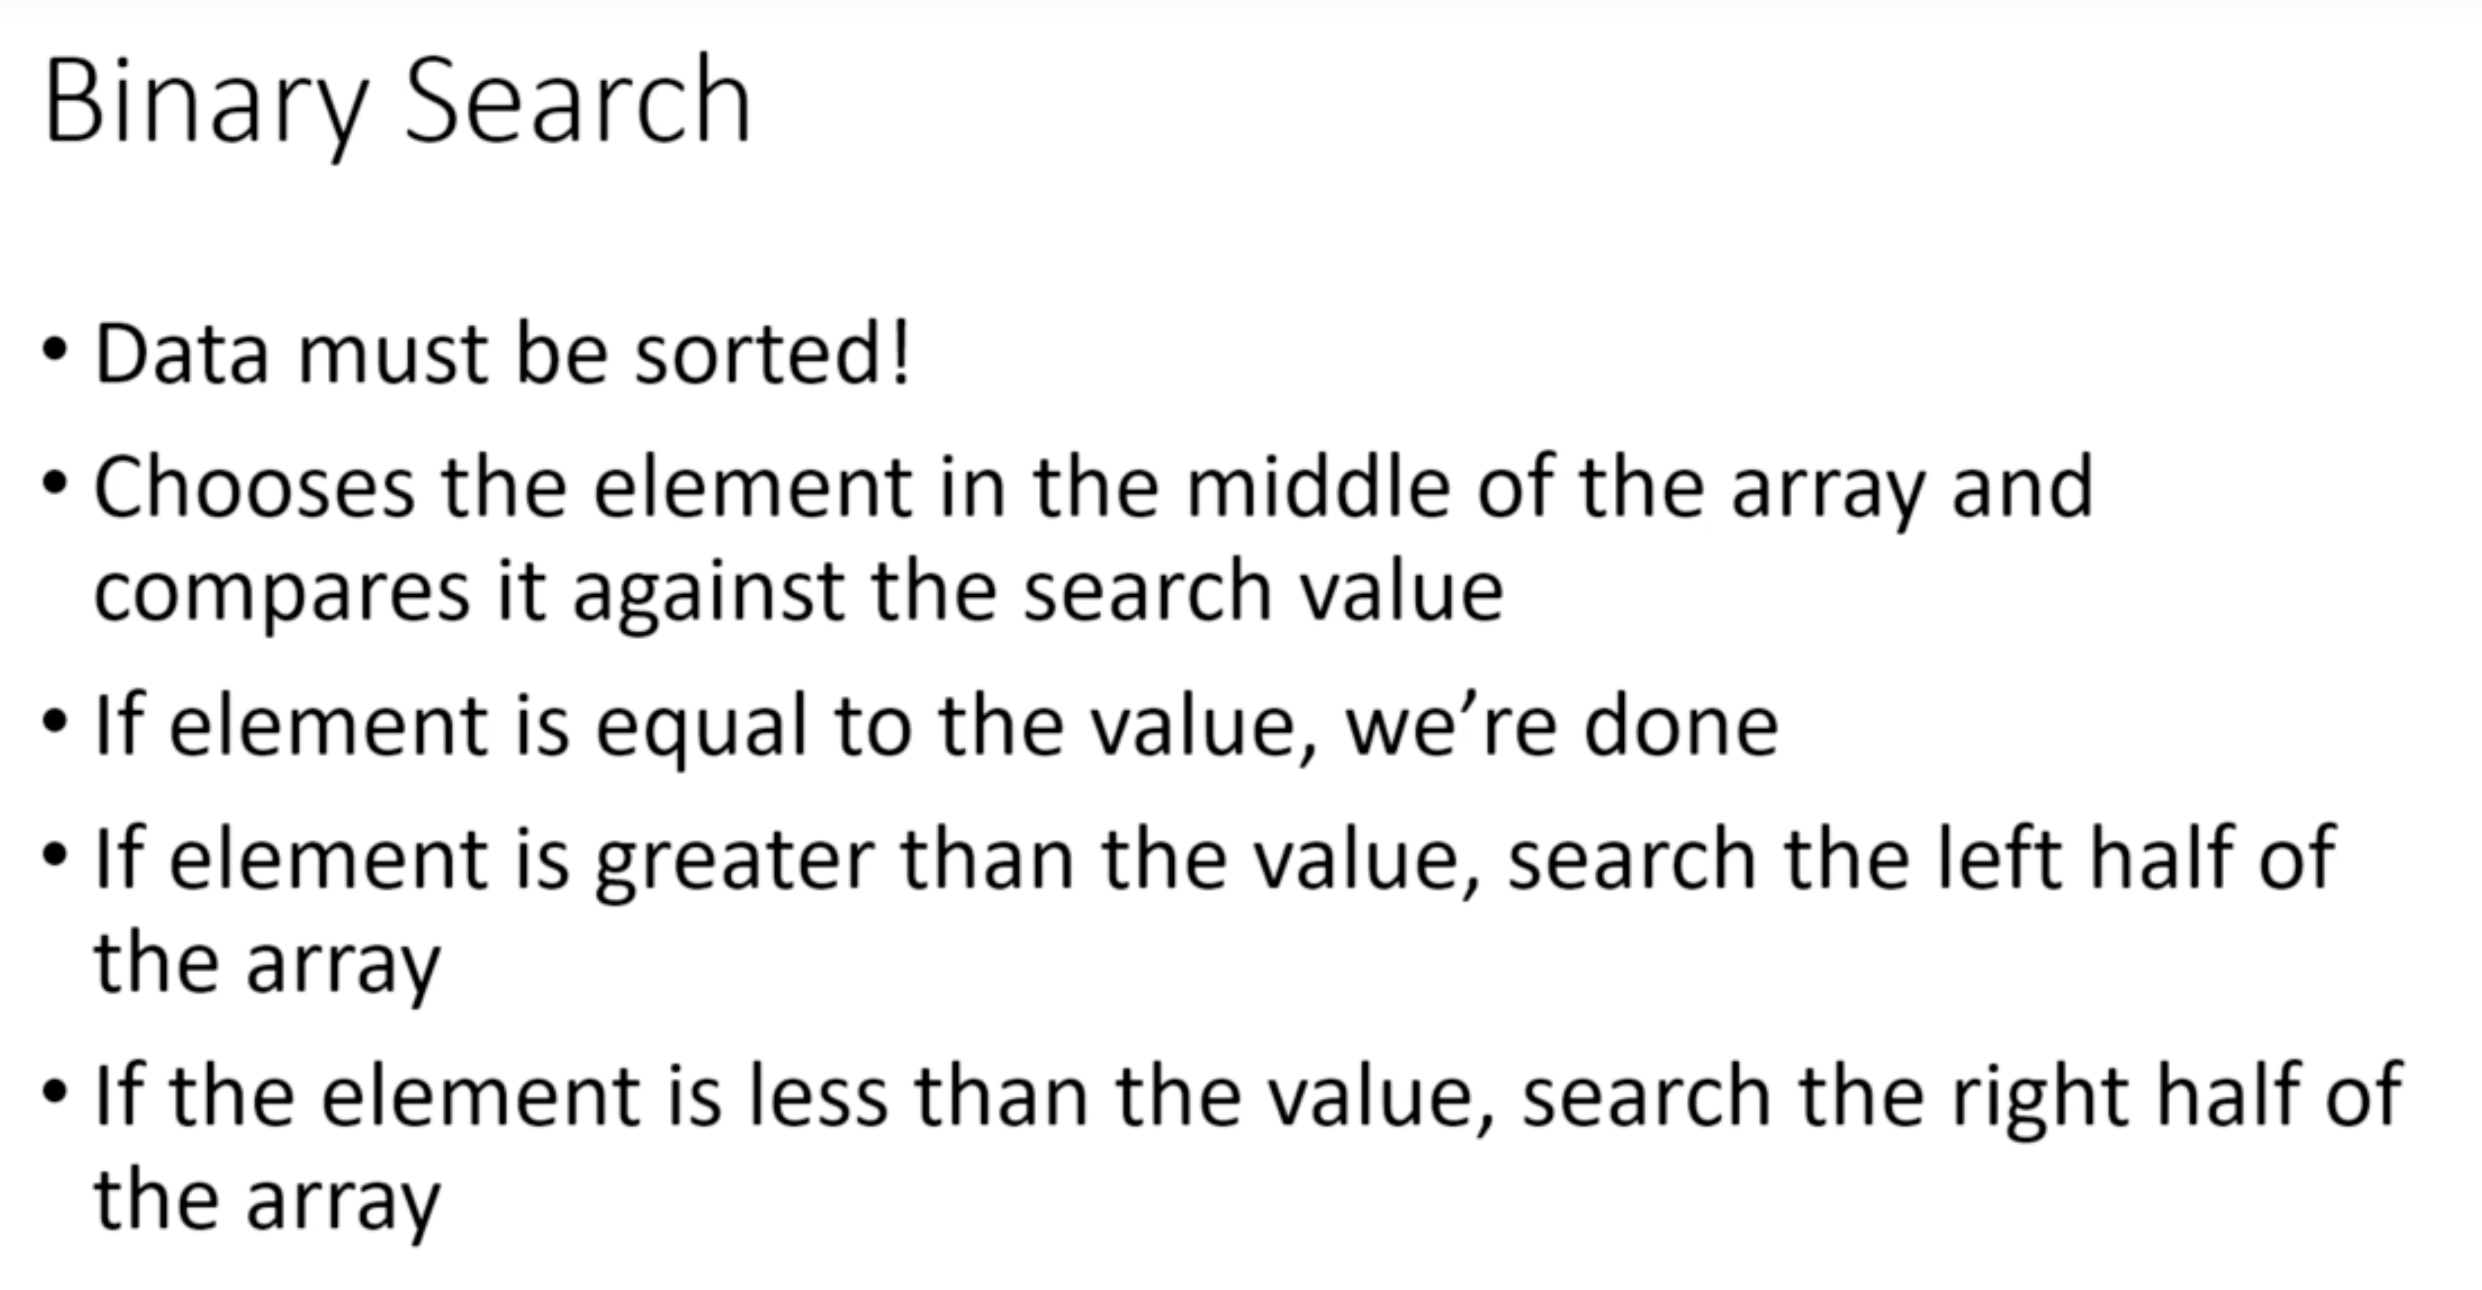 Binary Search
• Data must be sorted!
• Chooses the element in the middle of the array and
compares it against the search value
• If element is equal to the value, we’re done
• If element is greater than the value, search the left half of
the array
• If the element is less than the value, search the right half of
the array